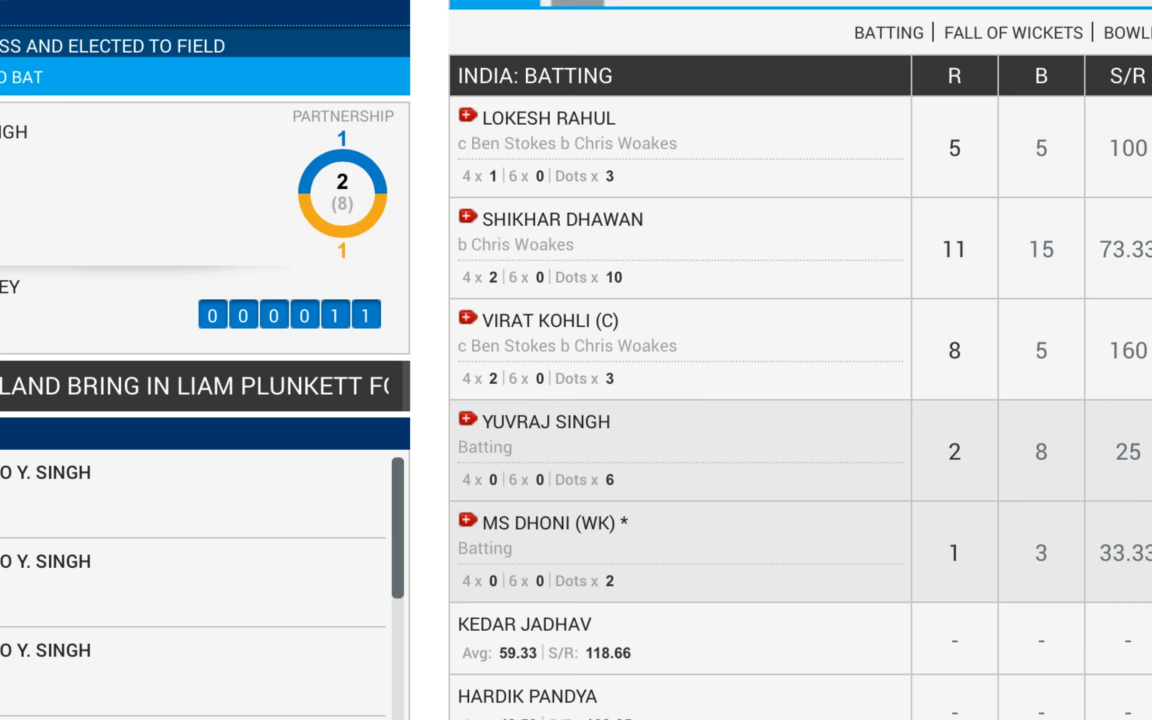 SS AND ELECTED TO FIELD
O BAT
NGH
PARTNERSHIP
1
2
(8)
1
EY
0 0 0 0 1 1
LAND BRING IN LIAM PLUNKETT FO
O Y. SINGH
O Y. SINGH
O Y. SINGH
BATTING | FALL OF WICKETS | BOWL
INDIA: BATTING R B S/R
LOKESH RAHUL
c Ben Stokes b Chris Woakes
5 5 100
4 x 1 | 6 x 0 | Dots x 3
SHIKHAR DHAWAN
b Chris Woakes
11 15 73.33
4 x 2 | 6 x 0 | Dots x 10
VIRAT KOHLI (C)
c Ben Stokes b Chris Woakes
8 5 160
4 x 2 | 6 x 0 | Dots x 3
YUVRAJ SINGH
Batting
2 8 25
4 x 0 | 6 x 0 | Dots x 6
MS DHONI (WK) *
Batting
1 3 33.33
4 x 0 | 6 x 0 | Dots x 2
KEDAR JADHAV
- - -
Avg: 59.33 | S/R: 118.66
HARDIK PANDYA
- - -